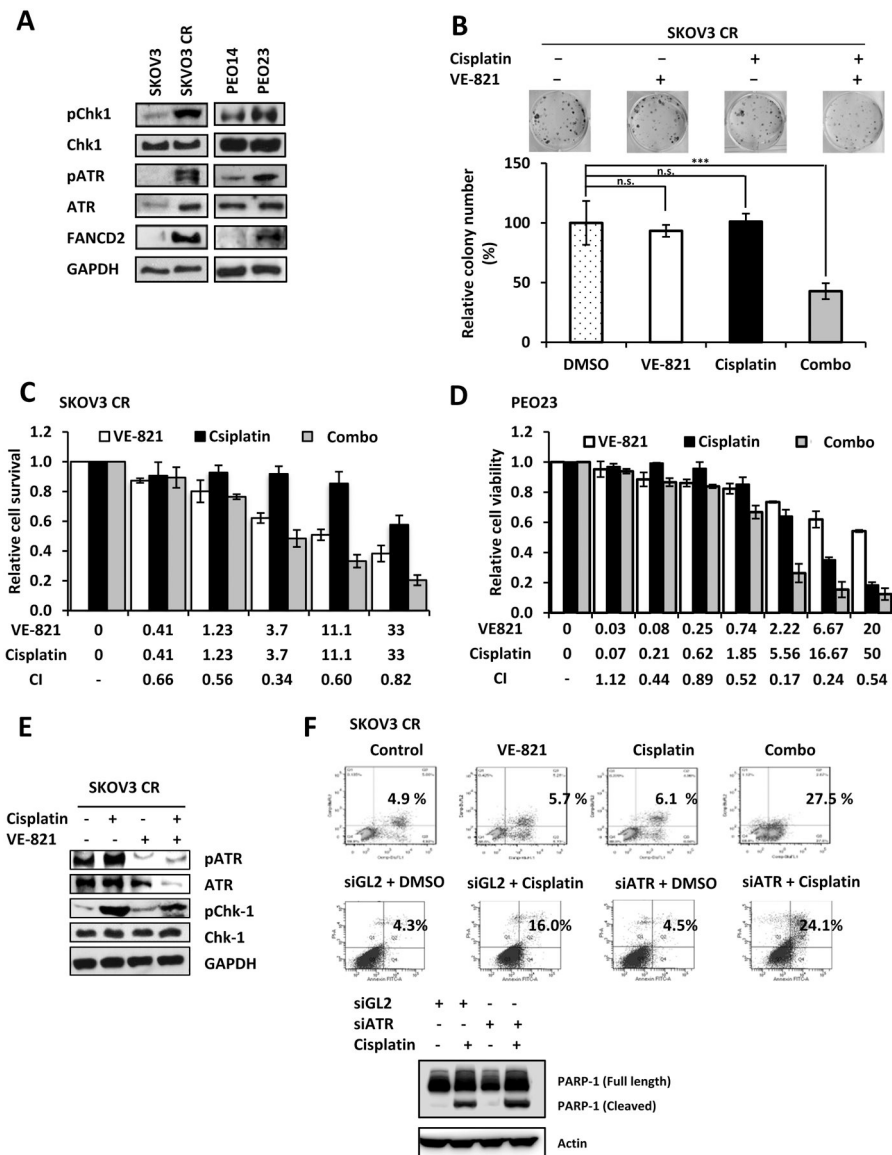 A
SKOV3
SKVO3 CR
PEO14
PEO23
pChk1
Chk1
pATR
ATR
FANCD2
GAPDH
B
SKOV3 CR
Cisplatin – – + +
VE-821 – + – +
Relative colony number (%)
150
100
50
0
***
n.s.
n.s.
DMSO VE-821 Cisplatin Combo
C
SKOV3 CR
Relative cell survival
VE-821 Csiplatin Combo
1.2
1.0
0.8
0.6
0.4
0.2
0.0
VE-821 0 0.41 1.23 3.7 11.1 33
Cisplatin 0 0.41 1.23 3.7 11.1 33
CI - 0.66 0.56 0.34 0.60 0.82
D
PEO23
Relative cell viability
VE-821 Cisplatin Combo
1.2
1.0
0.8
0.6
0.4
0.2
0.0
VE821 0 0.03 0.08 0.25 0.74 2.22 6.67 20
Cisplatin 0 0.07 0.21 0.62 1.85 5.56 16.67 50
CI - 1.12 0.44 0.89 0.52 0.17 0.24 0.54
E
SKOV3 CR
Cisplatin - + - +
VE-821 - - + +
pATR
ATR
pChk-1
Chk-1
GAPDH
F
SKOV3 CR
Control VE-821 Cisplatin Combo
4.9 % 5.7 % 6.1 % 27.5 %
siGL2 + DMSO siGL2 + Cisplatin siATR + DMSO siATR + Cisplatin
4.3% 16.0% 4.5% 24.1%
Annexin FITC-A Annexin FITC-A Annexin FITC-A Annexin FITC-A
siGL2 + + - -
siATR - - + +
Cisplatin - + - +
PARP-1 (Full length)
PARP-1 (Cleaved)
Actin